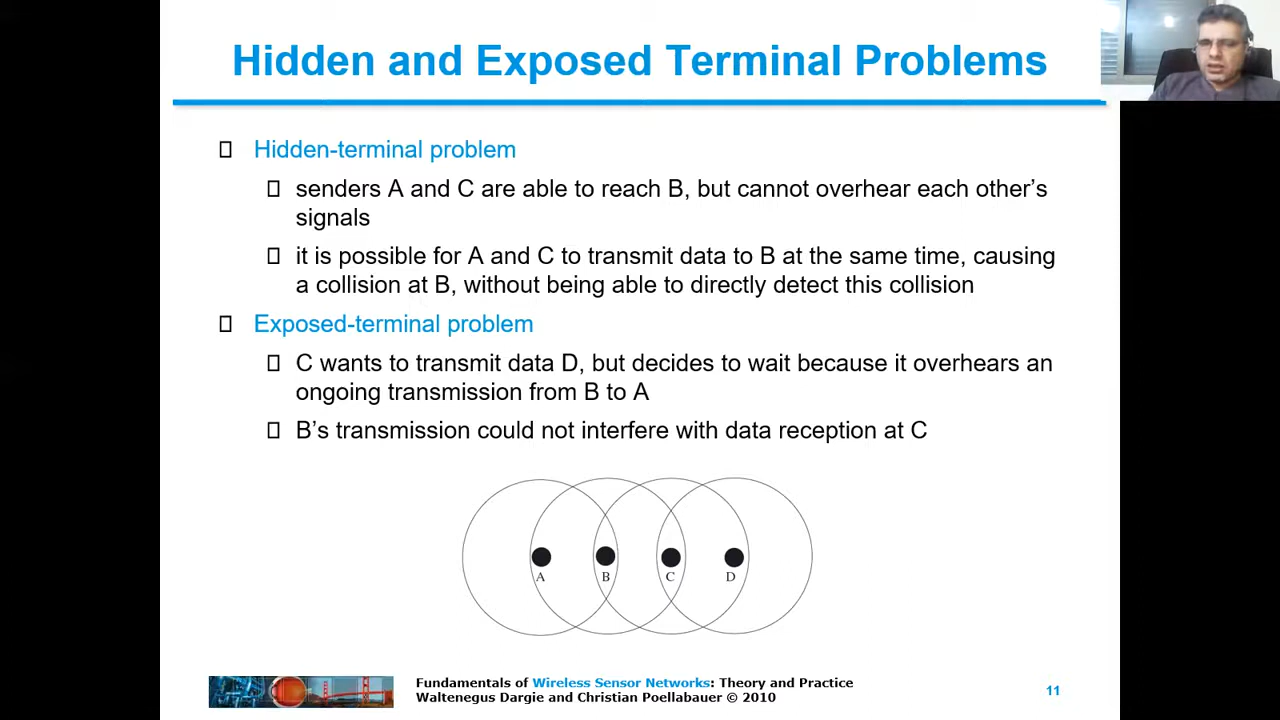 Hidden and Exposed Terminal Problems
Hidden-terminal problem
senders A and C are able to reach B, but cannot overhear each other’s
signals
it is possible for A and C to transmit data to B at the same time, causing
a collision at B, without being able to directly detect this collision
Exposed-terminal problem
C wants to transmit data D, but decides to wait because it overhears an
ongoing transmission from B to A
B’s transmission could not interfere with data reception at C
A B C D
Fundamentals of Wireless Sensor Networks: Theory and Practice
Waltenegus Dargie and Christian Poellabauer © 2010
11